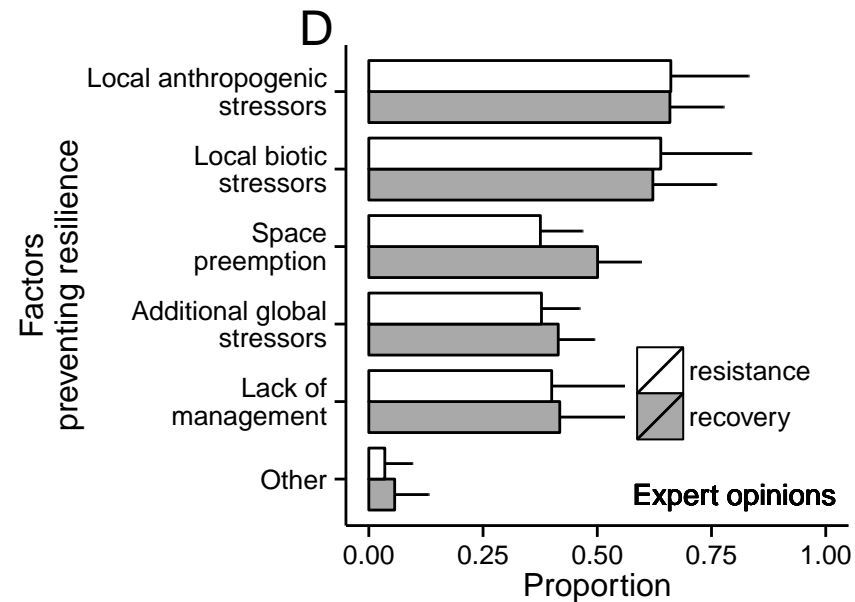 D
Factors
preventing resilience
Local anthropogenic
stressors
Local biotic
stressors
Space
preemption
Additional global
stressors
Lack of
management
Other
resistance
recovery
Expert opinions
0.00 0.25 0.50 0.75 1.00
Proportion